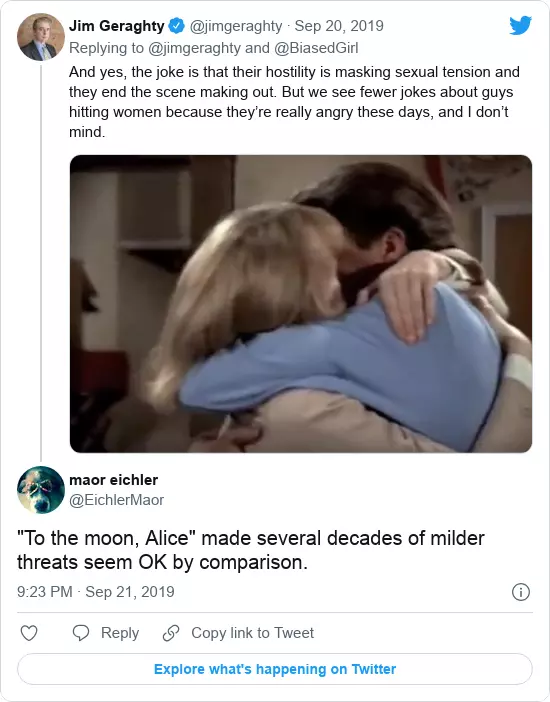 Jim Geraghty @jimgeraghty · Sep 20, 2019
Replying to @jimgeraghty and @BiasedGirl
And yes, the joke is that their hostility is masking sexual tension and
they end the scene making out. But we see fewer jokes about guys
hitting women because they’re really angry these days, and I don’t
mind.
maor eichler
@EichlerMaor
"To the moon, Alice" made several decades of milder
threats seem OK by comparison.
9:23 PM · Sep 21, 2019
Reply Copy link to Tweet
Explore what's happening on Twitter